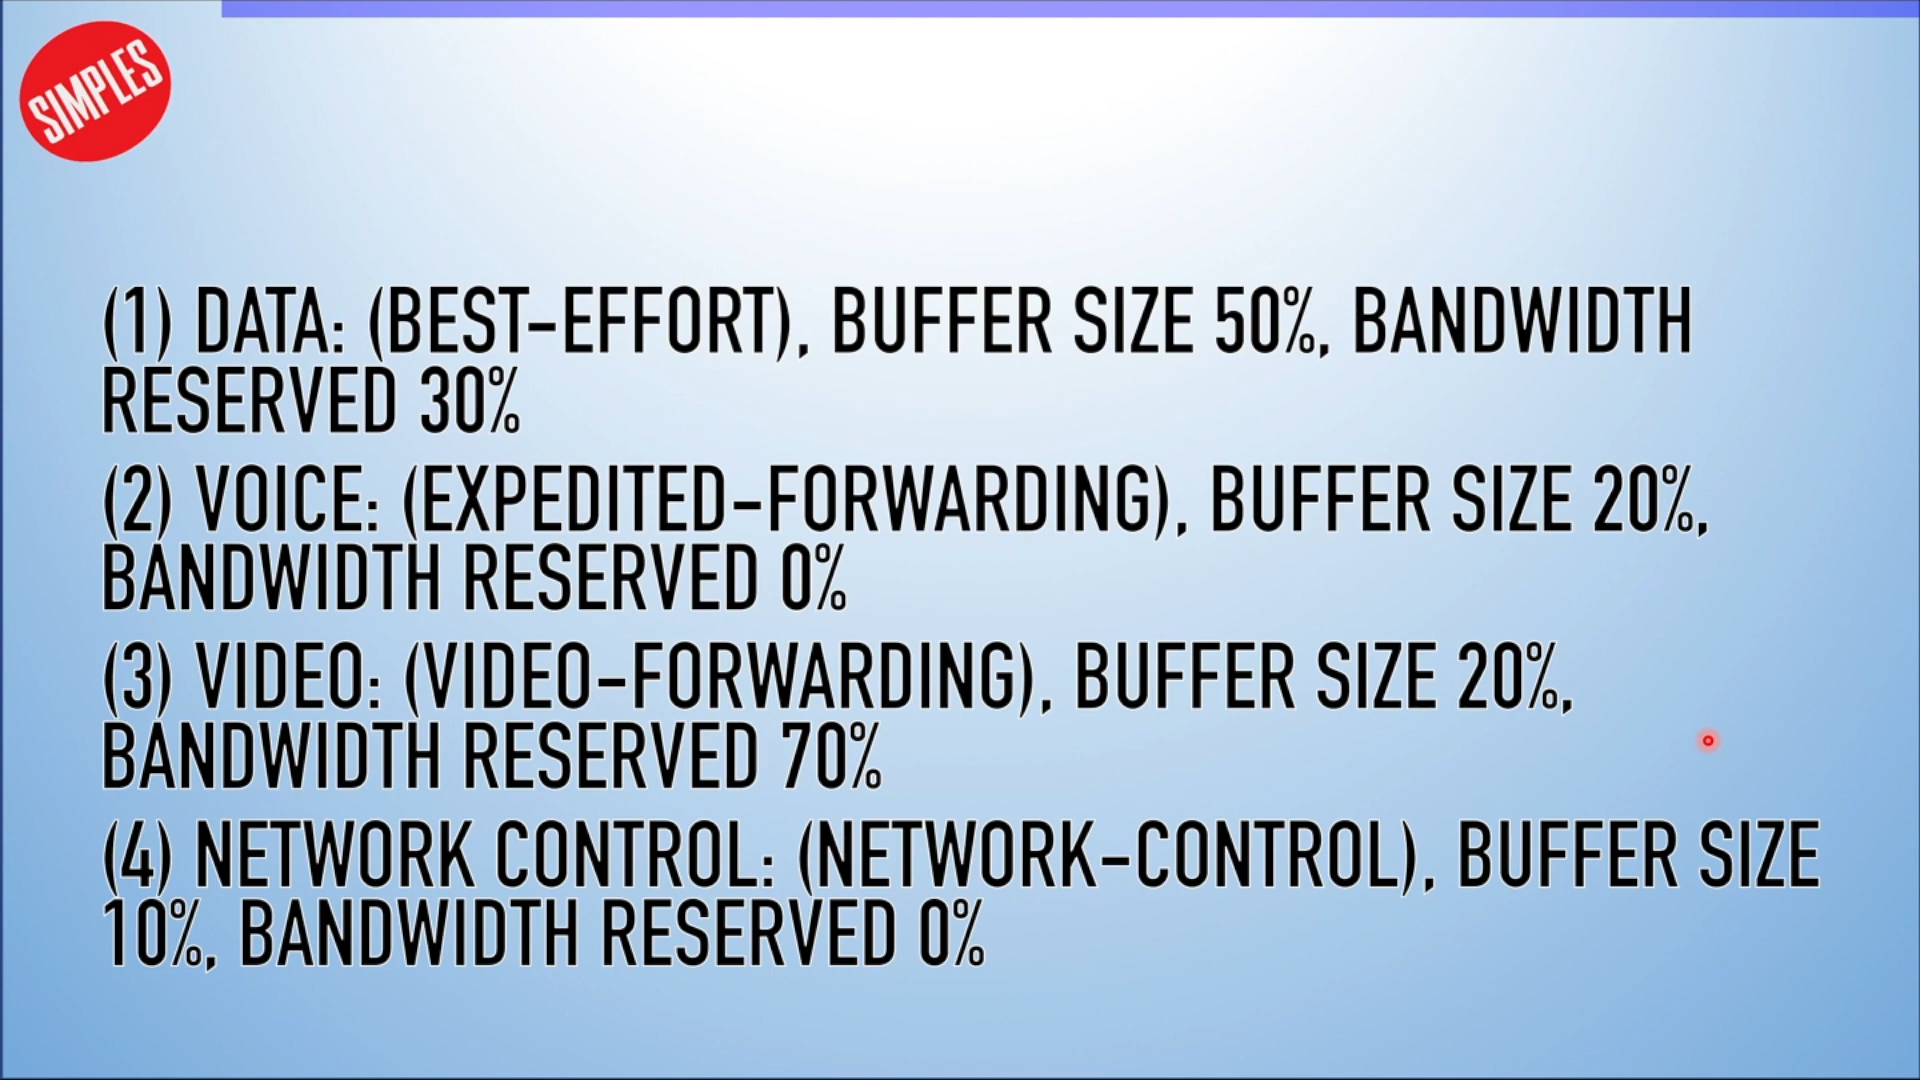 SIMPLES
(1) DATA: (BEST-EFFORT), BUFFER SIZE 50%, BANDWIDTH
RESERVED 30%
(2) VOICE: (EXPEDITED-FORWARDING), BUFFER SIZE 20%,
BANDWIDTH RESERVED 0%
(3) VIDEO: (VIDEO-FORWARDING), BUFFER SIZE 20%,
BANDWIDTH RESERVED 70%
(4) NETWORK CONTROL: (NETWORK-CONTROL), BUFFER SIZE
10%, BANDWIDTH RESERVED 0%